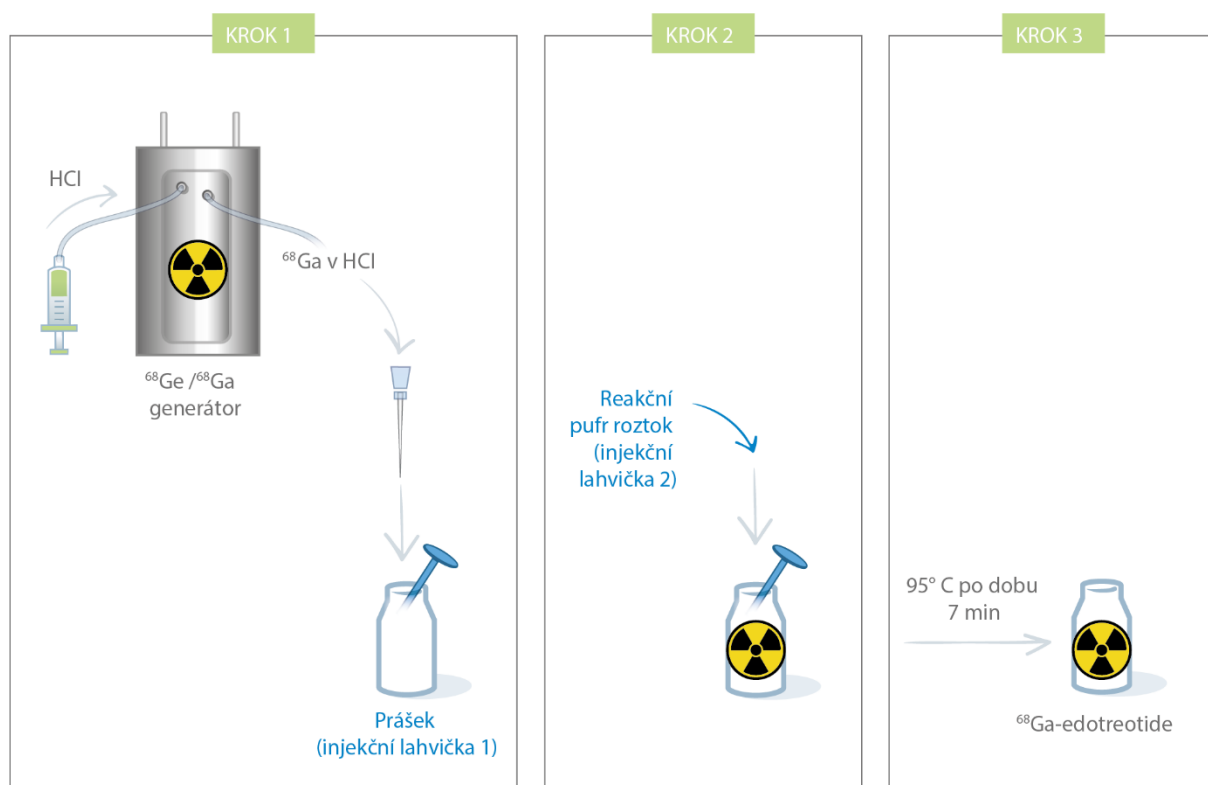 KROK 1
HCl
⁶⁸Ga v HCl
⁶⁸Ge /⁶⁸Ga
generátor
Prášek
(injekční lahvička 1)
KROK 2
Reakční
pufr roztok
(injekční
lahvička 2)
KROK 3
95° C po dobu
7 min
⁶⁸Ga-edotreotide